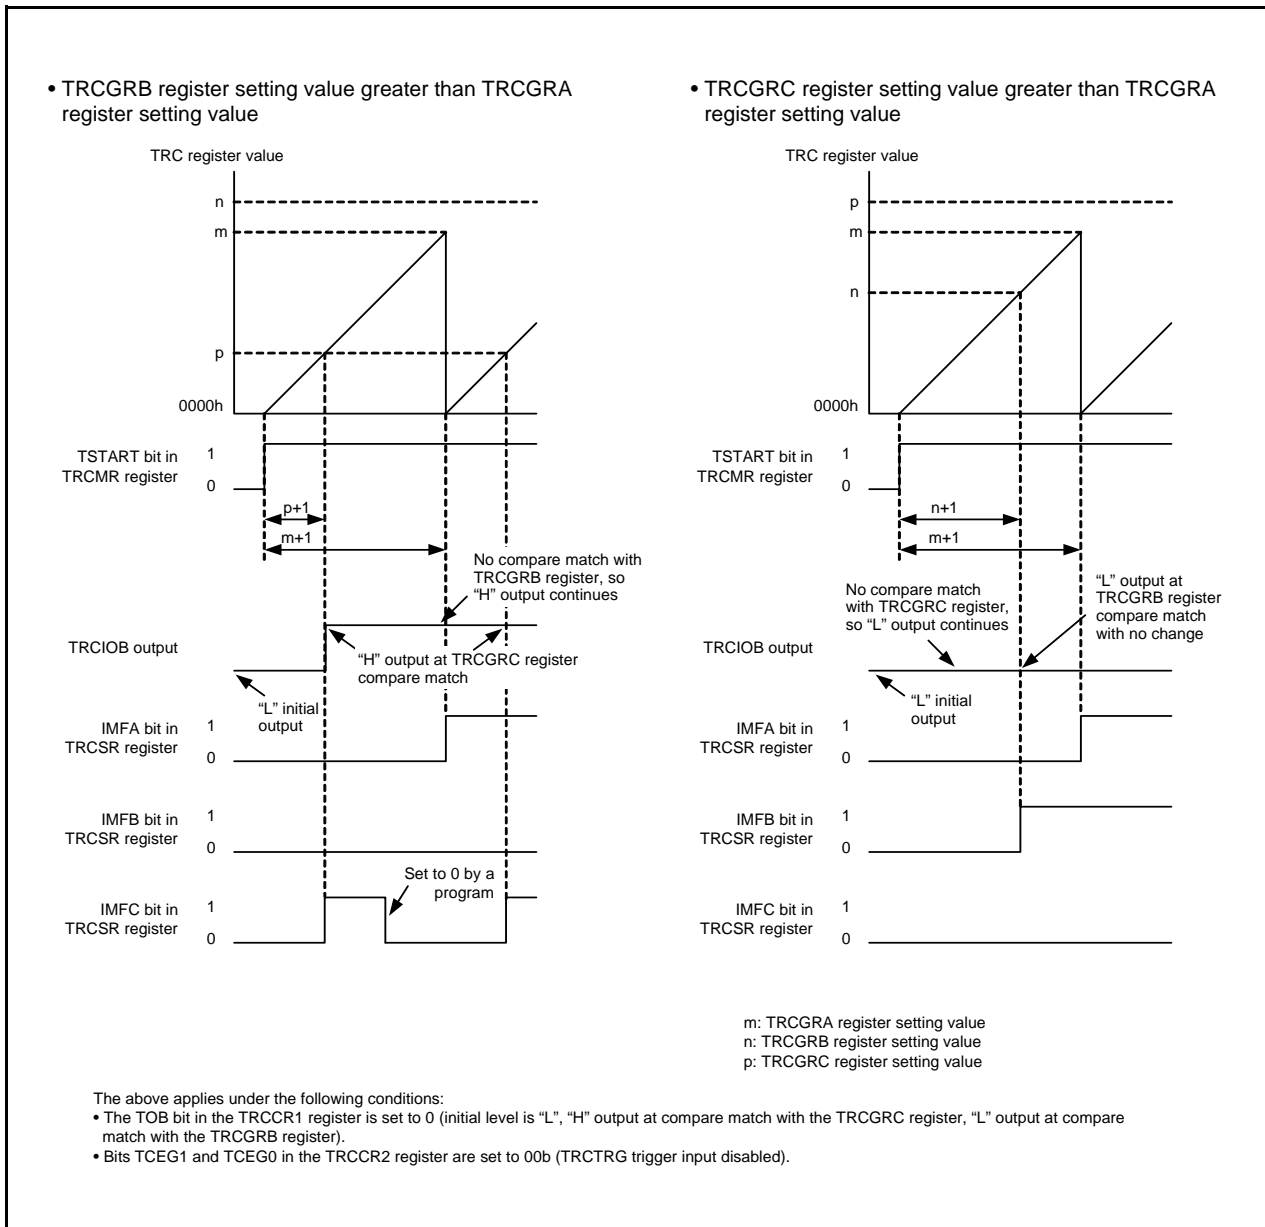 • TRCGRB register setting value greater than TRCGRA
register setting value
TRC register value
n
m
p
0000h
TSTART bit in
TRCMR register
1
0
p+1
m+1
No compare match with
TRCGRB register, so
“H” output continues
TRCIOB output
“H” output at TRCGRC register
compare match
“L” initial
output
IMFA bit in
TRCSR register
1
0
IMFB bit in
TRCSR register
1
0
Set to 0 by a
program
IMFC bit in
TRCSR register
1
0
• TRCGRC register setting value greater than TRCGRA
register setting value
TRC register value
p
m
n
0000h
TSTART bit in
TRCMR register
1
0
n+1
m+1
No compare match
with TRCGRC register,
so “L” output continues
“L” output at
TRCGRB register
compare match
with no change
TRCIOB output
“L” initial
output
IMFA bit in
TRCSR register
1
0
IMFB bit in
TRCSR register
1
0
IMFC bit in
TRCSR register
1
0
m: TRCGRA register setting value
n: TRCGRB register setting value
p: TRCGRC register setting value
The above applies under the following conditions:
• The TOB bit in the TRCCR1 register is set to 0 (initial level is “L”, “H” output at compare match with the TRCGRC register, “L” output at compare
match with the TRCGRB register).
• Bits TCEG1 and TCEG0 in the TRCCR2 register are set to 00b (TRCTRG trigger input disabled).